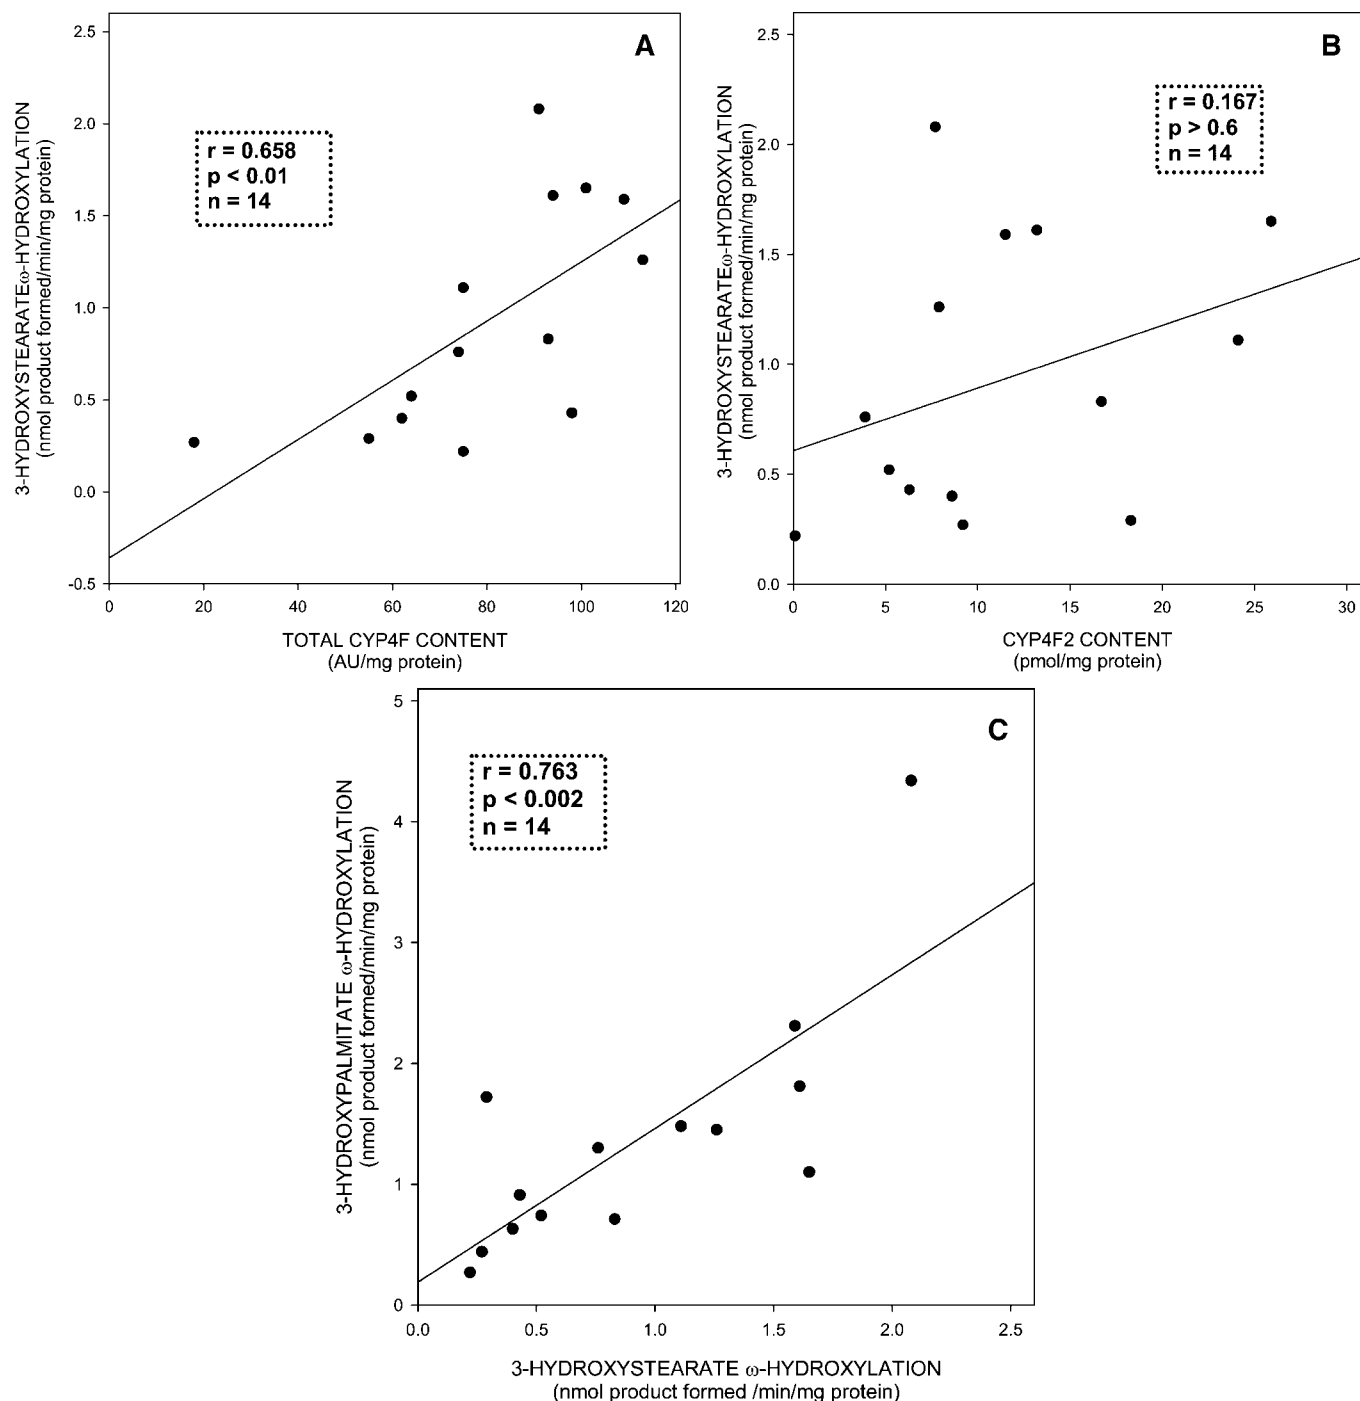 A
3-HYDROXYSTEARATEω-HYDROXYLATION
(nmol product formed/min/mg protein)
r = 0.658
p < 0.01
n = 14
2.5
2.0
1.5
1.0
0.5
0.0
-0.5
0 20 40 60 80 100 120
TOTAL CYP4F CONTENT
(AU/mg protein)
B
3-HYDROXYSTEARATEω-HYDROXYLATION
(nmol product formed/min/mg protein)
r = 0.167
p > 0.6
n = 14
2.5
2.0
1.5
1.0
0.5
0.0
0 5 10 15 20 25 30
CYP4F2 CONTENT
(pmol/mg protein)
C
3-HYDROXYPALMITATE ω-HYDROXYLATION
(nmol product formed/min/mg protein)
r = 0.763
p < 0.002
n = 14
5
4
3
2
1
0
0.0 0.5 1.0 1.5 2.0 2.5
3-HYDROXYSTEARATE ω-HYDROXYLATION
(nmol product formed /min/mg protein)